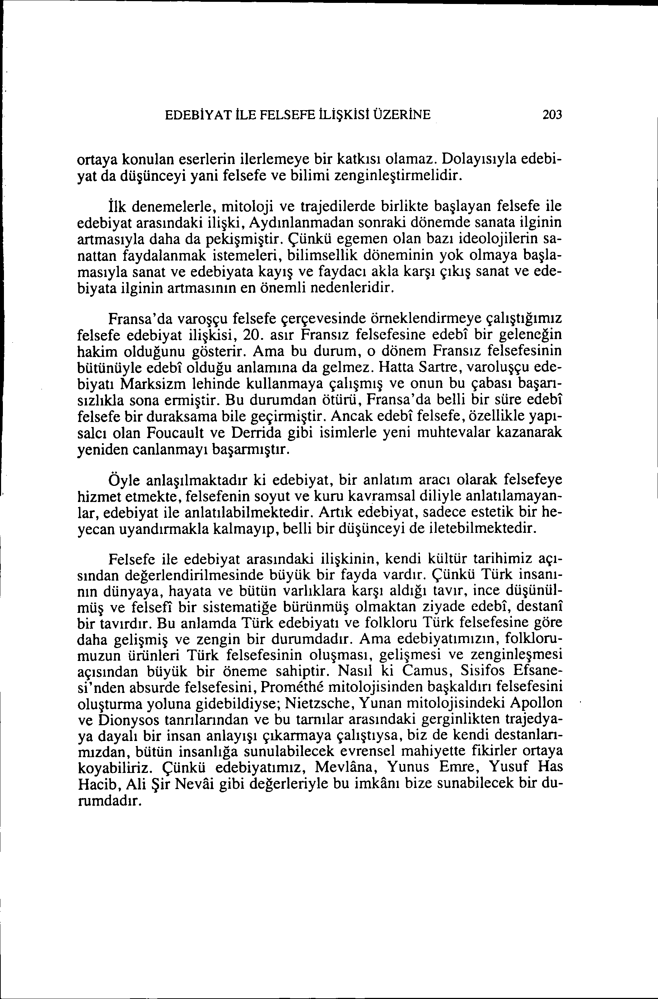 EDEBİYAT İLE FELSEFE İLİŞKİSİ ÜZERİNE 203
ortaya konulan eserlerin ilerlemeye bir katkısı olamaz. Dolayısıyla edebi-
yat da düşünceyi yani felsefe ve bilimi zenginleştirmelidir.
İlk denemelerle, mitoloji ve trajedilerde birlikte başlayan felsefe ile
edebiyat arasındaki ilişki, Aydınlanmadan sonraki dönemde sanata ilginin
artmasıyla daha da pekişmiştir. Çünkü egemen olan bazı ideolojilerin sa-
nattan faydalanmak istemeleri, bilimsellik döneminin yok olmaya başla-
masıyla sanat ve edebiyata kayış ve faydacı akla karşı çıkış sanat ve ede-
biyata ilginin artmasının en önemli nedenleridir.
Fransa'da varoşçu felsefe çerçevesinde örneklendirmeye çalıştığımız
felsefe edebiyat ilişkisi, 20. asır Fransız felsefesine edebî bir geleneğin
hakim olduğunu gösterir. Ama bu durum, o dönem Fransız felsefesinin
bütünüyle edebî olduğu anlamına da gelmez. Hatta Sartre, varoluşçu ede-
biyatı Marksizm lehinde kullanmaya çalışmış ve onun bu çabası başarı-
sızlıkla sona ermiştir. Bu durumdan ötürü, Fransa'da belli bir süre edebî
felsefe bir duraksama bile geçirmiştir. Ancak edebî felsefe, özellikle yapı-
salcı olan Foucault ve Derrida gibi isimlerle yeni muhtevalar kazanarak
yeniden canlanmayı başarmıştır.
Öyle anlaşılmaktadır ki edebiyat, bir anlatım aracı olarak felsefeye
hizmet etmekte, felsefenin soyut ve kuru kavramsal diliyle anlatılamayan-
lar, edebiyat ile anlatılabilmektedir. Artık edebiyat, sadece estetik bir he-
yecan uyandırmakla kalmayıp, belli bir düşünceyi de iletebilmektedir.
Felsefe ile edebiyat arasındaki ilişkinin, kendi kültür tarihimiz açı-
sından değerlendirilmesinde büyük bir fayda vardır. Çünkü Türk insanı-
nın dünyaya, hayata ve bütün varlıklara karşı aldığı tavır, ince düşünül-
müş ve felsefî bir sistematiğe bürünmüş olmaktan ziyade edebî, destanî
bir tavırdır. Bu anlamda Türk edebiyatı ve folkloru Türk felsefesine göre
daha gelişmiş ve zengin bir durumdadır. Ama edebiyatımızın, folkloru-
muzun ürünleri Türk felsefesinin oluşması, gelişmesi ve zenginleşmesi
açısından büyük bir öneme sahiptir. Nasıl ki Camus, Sisifos Efsane-
si'nden absurde felsefesini, Prométhé mitolojisinden başkaldırı felsefesini
oluşturma yoluna gidebildiyse; Nietzsche, Yunan mitolojisindeki Apollon
ve Dionysos tanrılarından ve bu tarnılar arasındaki gerginlikten trajedya-
ya dayalı bir insan anlayışı çıkarmaya çalıştıysa, biz de kendi destanları-
mızdan, bütün insanlığa sunulabilecek evrensel mahiyette fikirler ortaya
koyabiliriz. Çünkü edebiyatımız, Mevlâna, Yunus Emre, Yusuf Has
Hacib, Ali Şir Nevâi gibi değerleriyle bu imkânı bize sunabilecek bir du-
rumdadır.